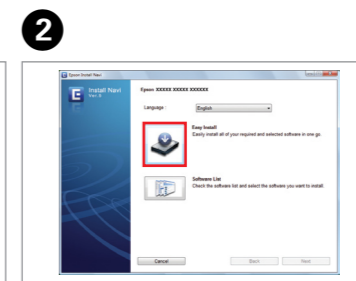 2
Epson Install Navi
Install Navi
Epson XXXXX XXXXX XXXXXX
Language :
English
Easy Install
Easily install all of your required and selected software in one go.
Software List
Check the software list and select the software you want to install.
Cancel
Back
Next